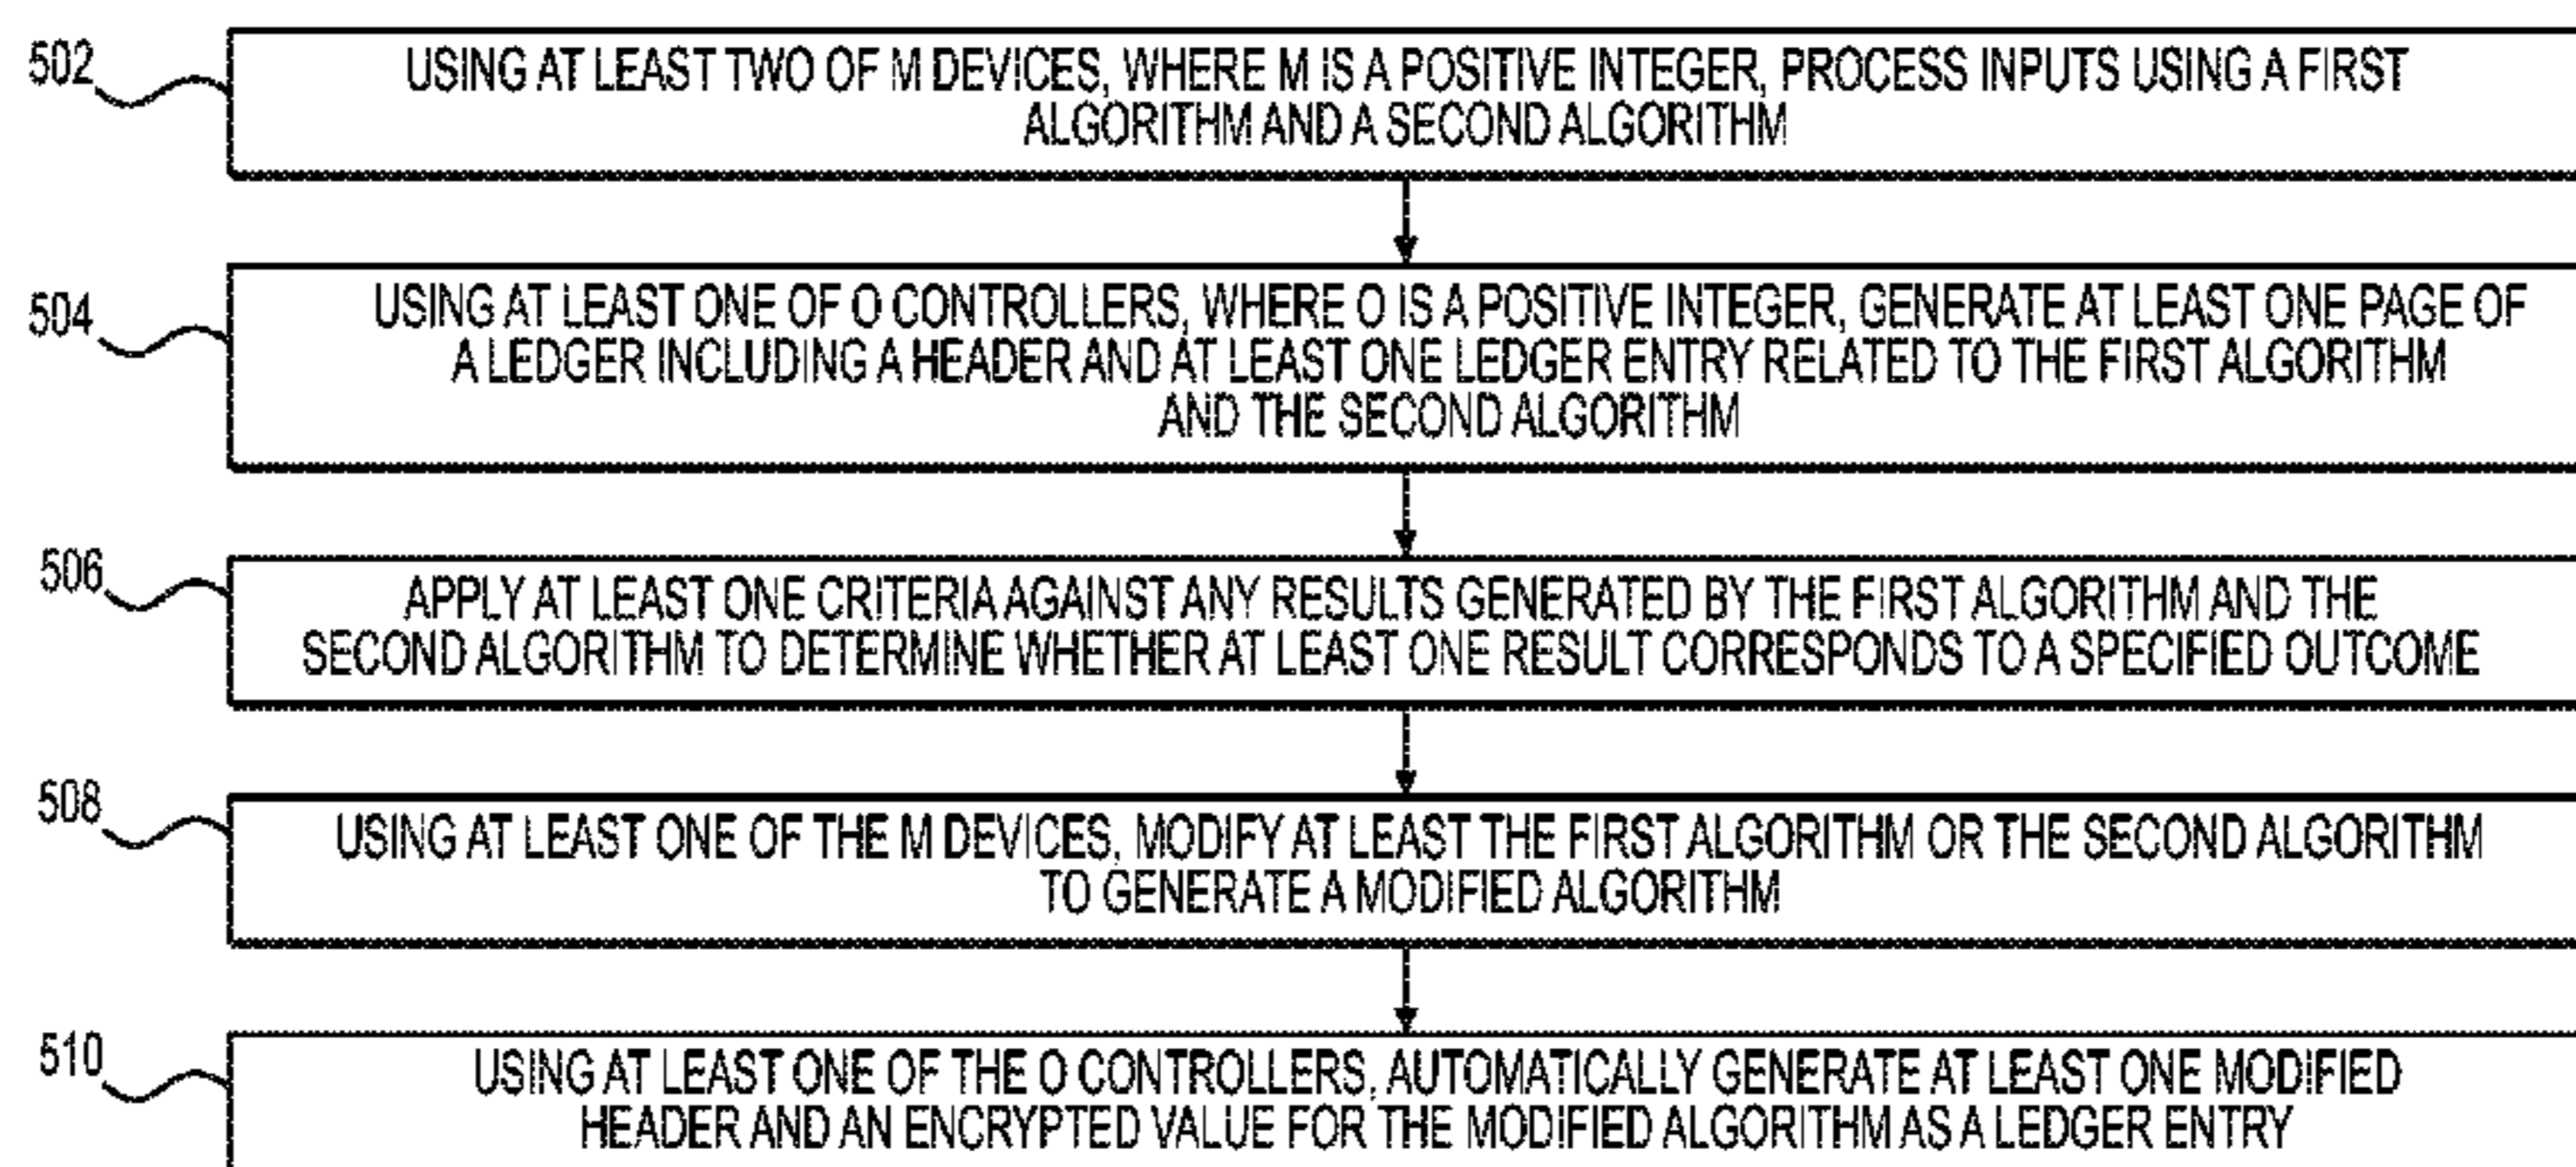 502
USING AT LEAST TWO OF M DEVICES, WHERE M IS A POSITIVE INTEGER, PROCESS INPUTS USING A FIRST
ALGORITHM AND A SECOND ALGORITHM
504
USING AT LEAST ONE OF O CONTROLLERS, WHERE O IS A POSITIVE INTEGER, GENERATE AT LEAST ONE PAGE OF
A LEDGER INCLUDING A HEADER AND AT LEAST ONE LEDGER ENTRY RELATED TO THE FIRST ALGORITHM
AND THE SECOND ALGORITHM
506
APPLY AT LEAST ONE CRITERIA AGAINST ANY RESULTS GENERATED BY THE FIRST ALGORITHM AND THE
SECOND ALGORITHM TO DETERMINE WHETHER AT LEAST ONE RESULT CORRESPONDS TO A SPECIFIED OUTCOME
508
USING AT LEAST ONE OF THE M DEVICES, MODIFY AT LEAST THE FIRST ALGORITHM OR THE SECOND ALGORITHM
TO GENERATE A MODIFIED ALGORITHM
510
USING AT LEAST ONE OF THE O CONTROLLERS, AUTOMATICALLY GENERATE AT LEAST ONE MODIFIED
HEADER AND AN ENCRYPTED VALUE FOR THE MODIFIED ALGORITHM AS A LEDGER ENTRY